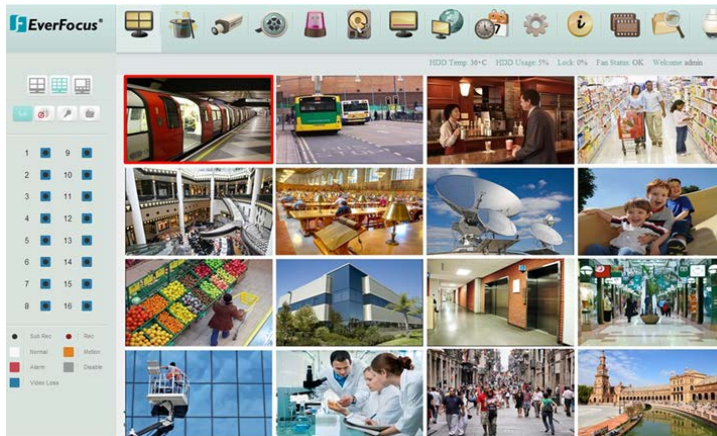 EverFocus®
7
HDD Temp: 36°C HDD Usage: 5% Lock: 0% Fan Status: OK Welcome admin
1 9
2 10
3 11
4 12
5 13
6 14
7 15
8 16
Sub Rec Rec
Normal Motion
Alarm Disable
Video Loss